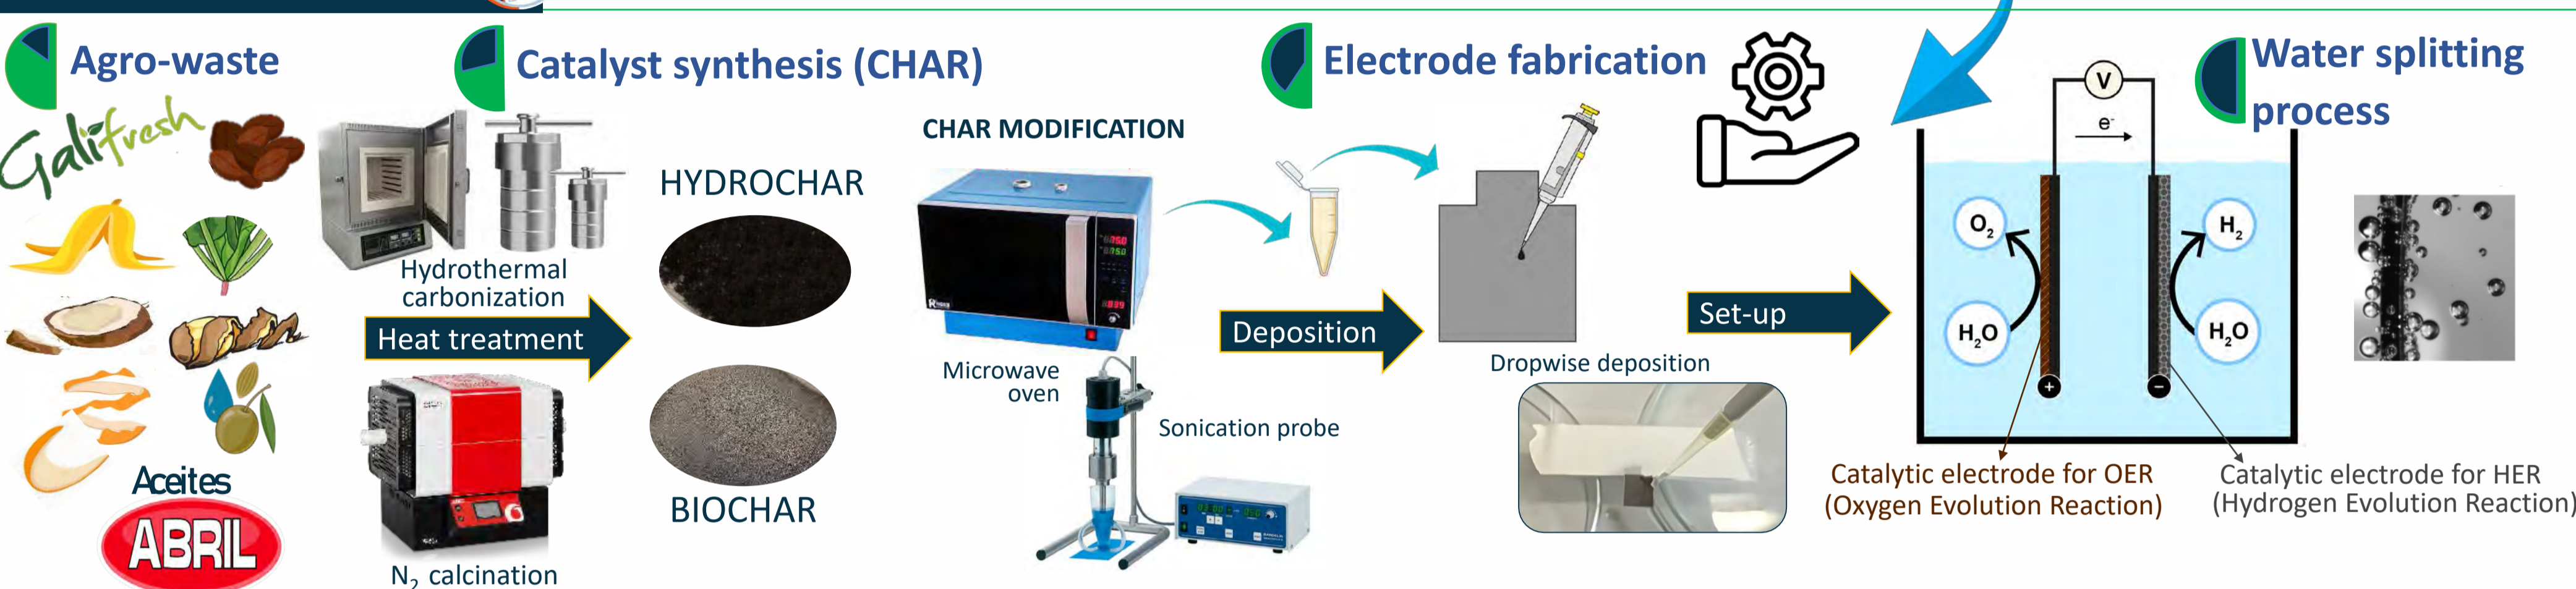 Agro-waste
Galifresh
Aceites
ABRIL
Catalyst synthesis (CHAR)
Hydrothermal
carbonization
Heat treatment
N₂ calcination
HYDROCHAR
BIOCHAR
CHAR MODIFICATION
Microwave
oven
Sonication probe
Electrode fabrication
Deposition
Dropwise deposition
Set-up
Water splitting
process
V
e-
O₂
H₂O
H₂
H₂O
+
−
Catalytic electrode for OER
(Oxygen Evolution Reaction)
Catalytic electrode for HER
(Hydrogen Evolution Reaction)